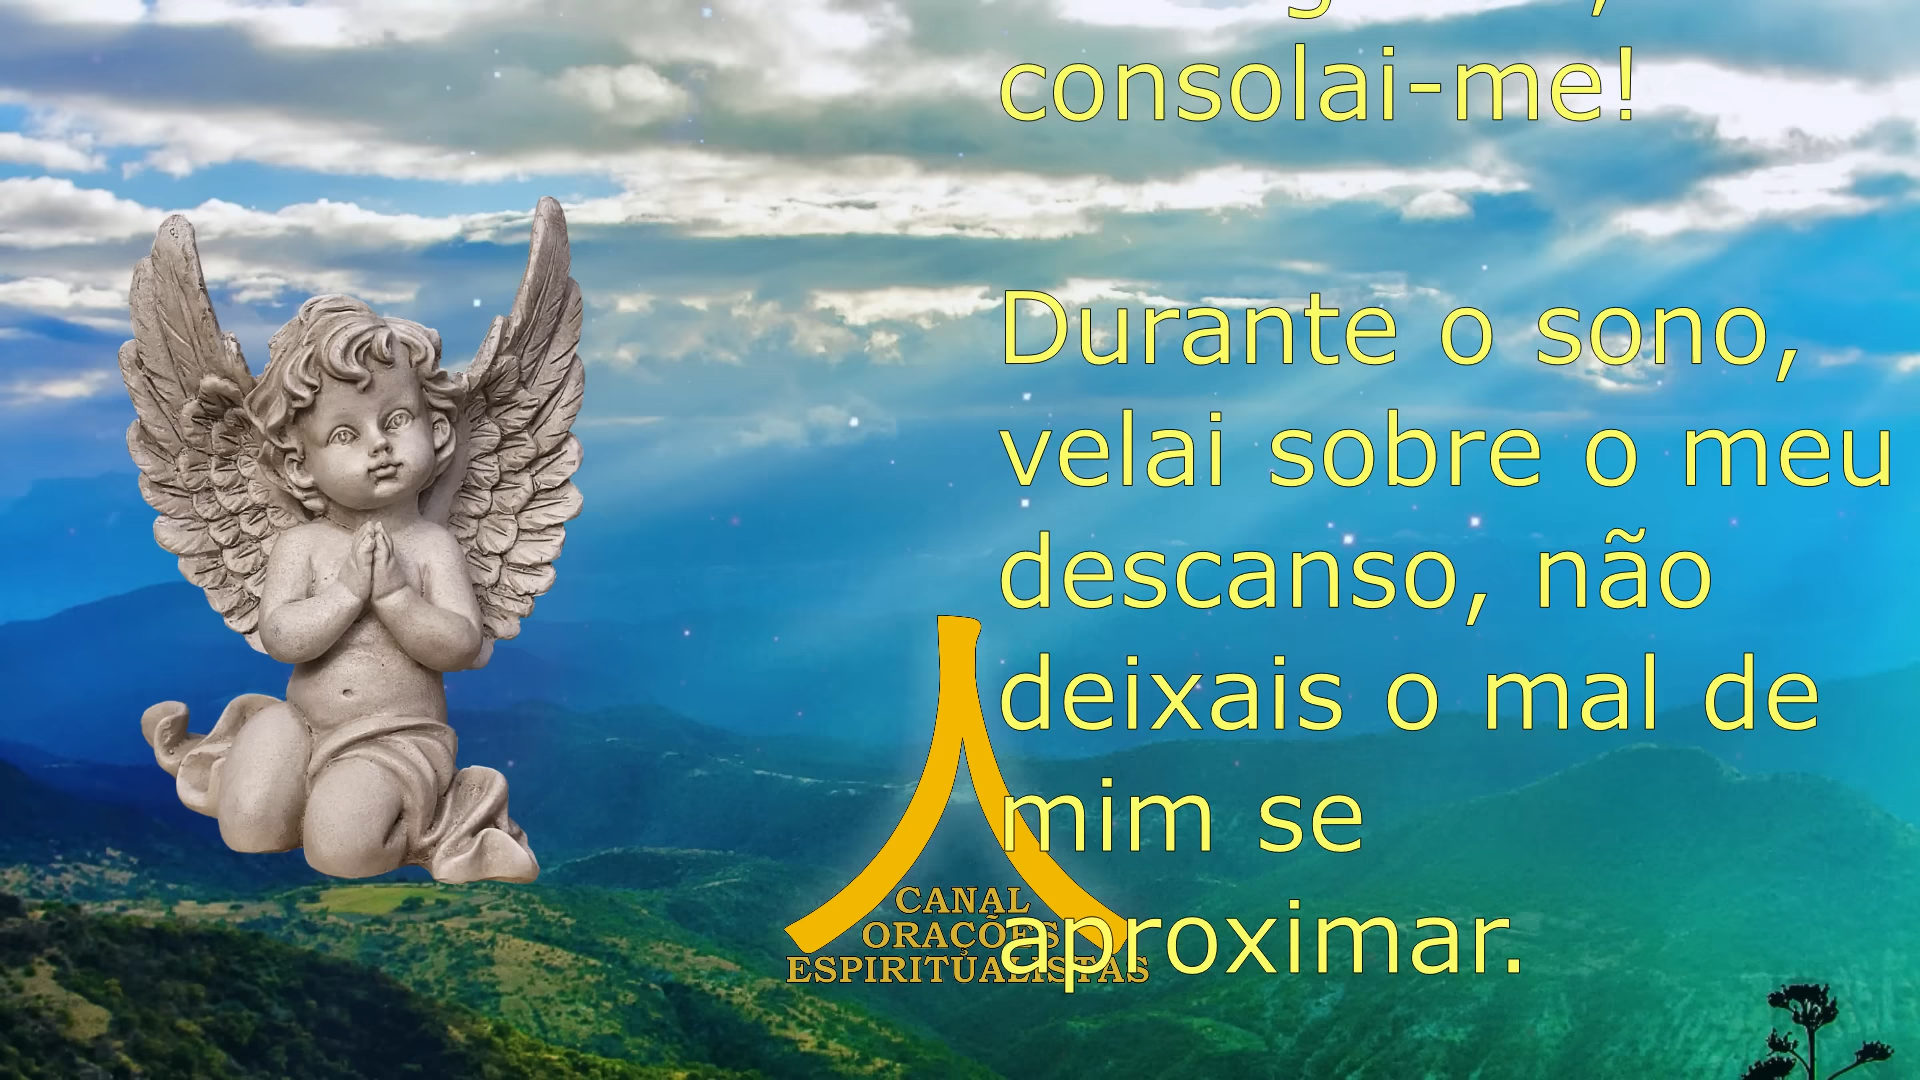 consolai-me!
Durante o sono,
velai sobre o meu
descanso, não
deixais o mal de
mim se
aproximar.
CANAL
ORAÇÕES
ESPIRITUALISTAS